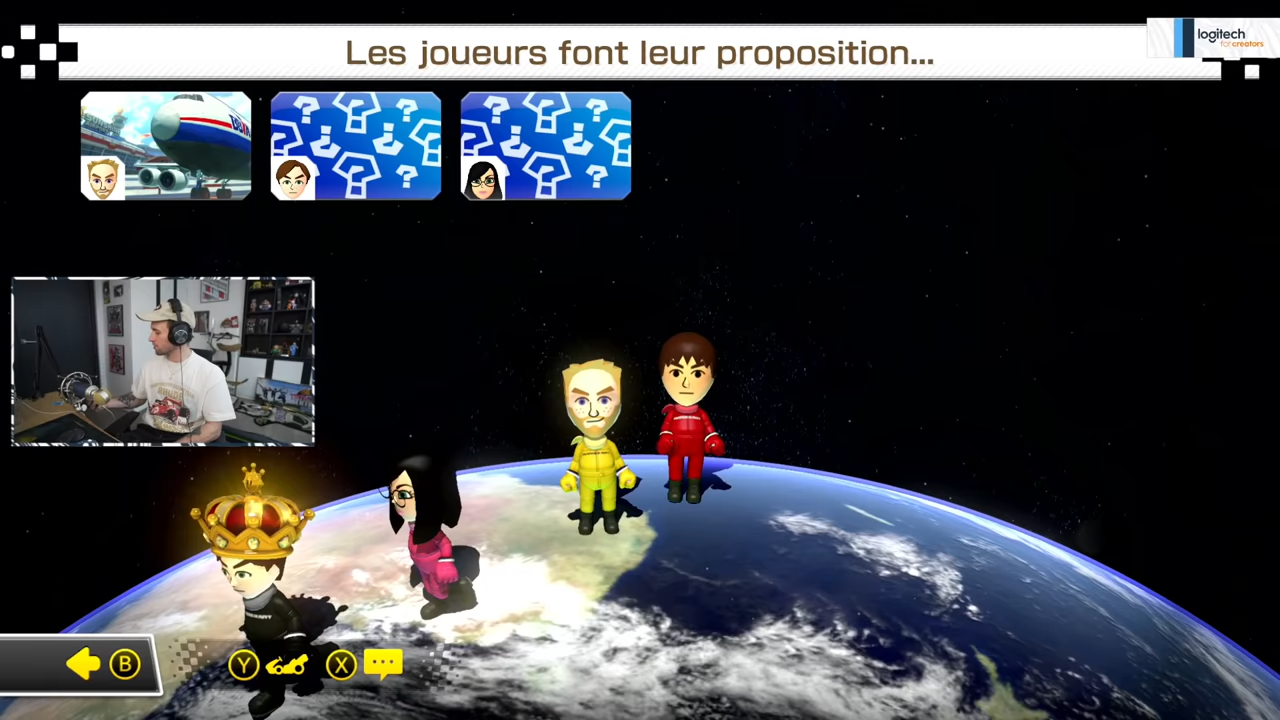 Les joueurs font leur proposition...
logitech
for creators
B
Y
X